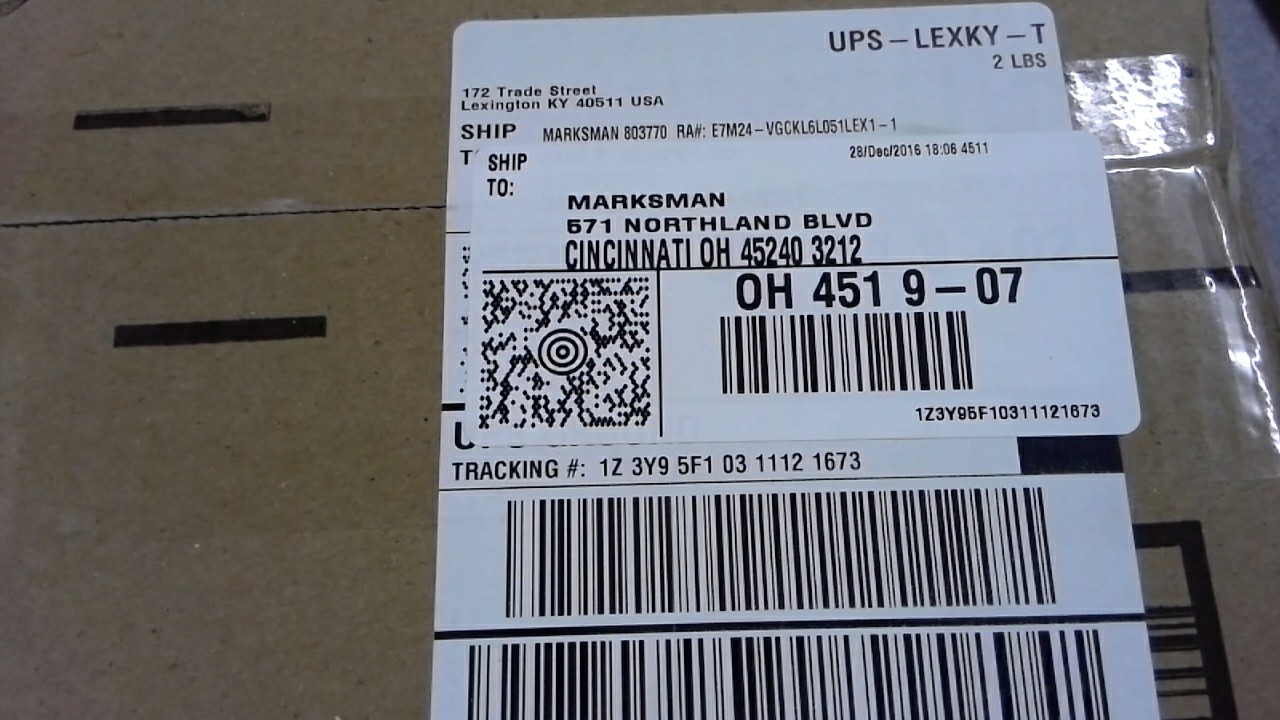 UPS-LEXKY-T
2 LBS
172 Trade Street
Lexington KY 40511 USA
SHIP MARKSMAN 803770 RA#: E7M24-VGCKL6L051LEX1-1
SHIP 28/Dec/2016 18:06 4511
TO:
MARKSMAN
571 NORTHLAND BLVD
CINCINNATI OH 45240 3212
OH 451 9-07
1Z3Y95F10311121673
TRACKING #: 1Z 3Y9 5F1 03 1112 1673